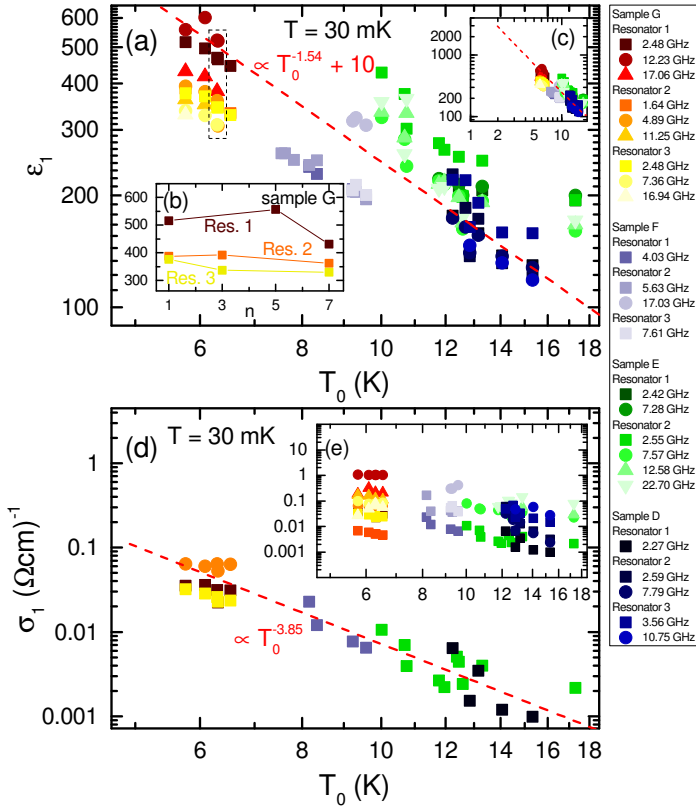 600
500
400
300
200
100
ε1
(a)
T = 30 mK
∝ T0^-1.54 + 10
(c)
1000
400
200
100
1
2
5
10
(b)
sample G
600
500
400
300
Res. 1
Res. 2
Res. 3
1
3
5
7
n
6
8
10
12
14
16
18
T0 (K)
(d)
T = 30 mK
1
0.1
0.01
0.001
σ1 (Ωcm)^-1
∝ T0^-3.85
(e)
10
1
0.1
0.01
0.001
6
8
10
12
14
18
6
8
10
12
14
16
18
T0 (K)
Sample G
Resonator 1
2.48 GHz
12.23 GHz
17.06 GHz
Resonator 2
1.64 GHz
4.89 GHz
11.25 GHz
Resonator 3
2.48 GHz
7.36 GHz
16.94 GHz
Sample F
Resonator 1
4.03 GHz
Resonator 2
5.63 GHz
17.03 GHz
Resonator 3
7.61 GHz
Sample E
Resonator 1
2.42 GHz
7.28 GHz
Resonator 2
2.55 GHz
7.57 GHz
12.58 GHz
22.70 GHz
Sample D
Resonator 1
2.27 GHz
Resonator 2
2.59 GHz
7.79 GHz
Resonator 3
3.56 GHz
10.75 GHz